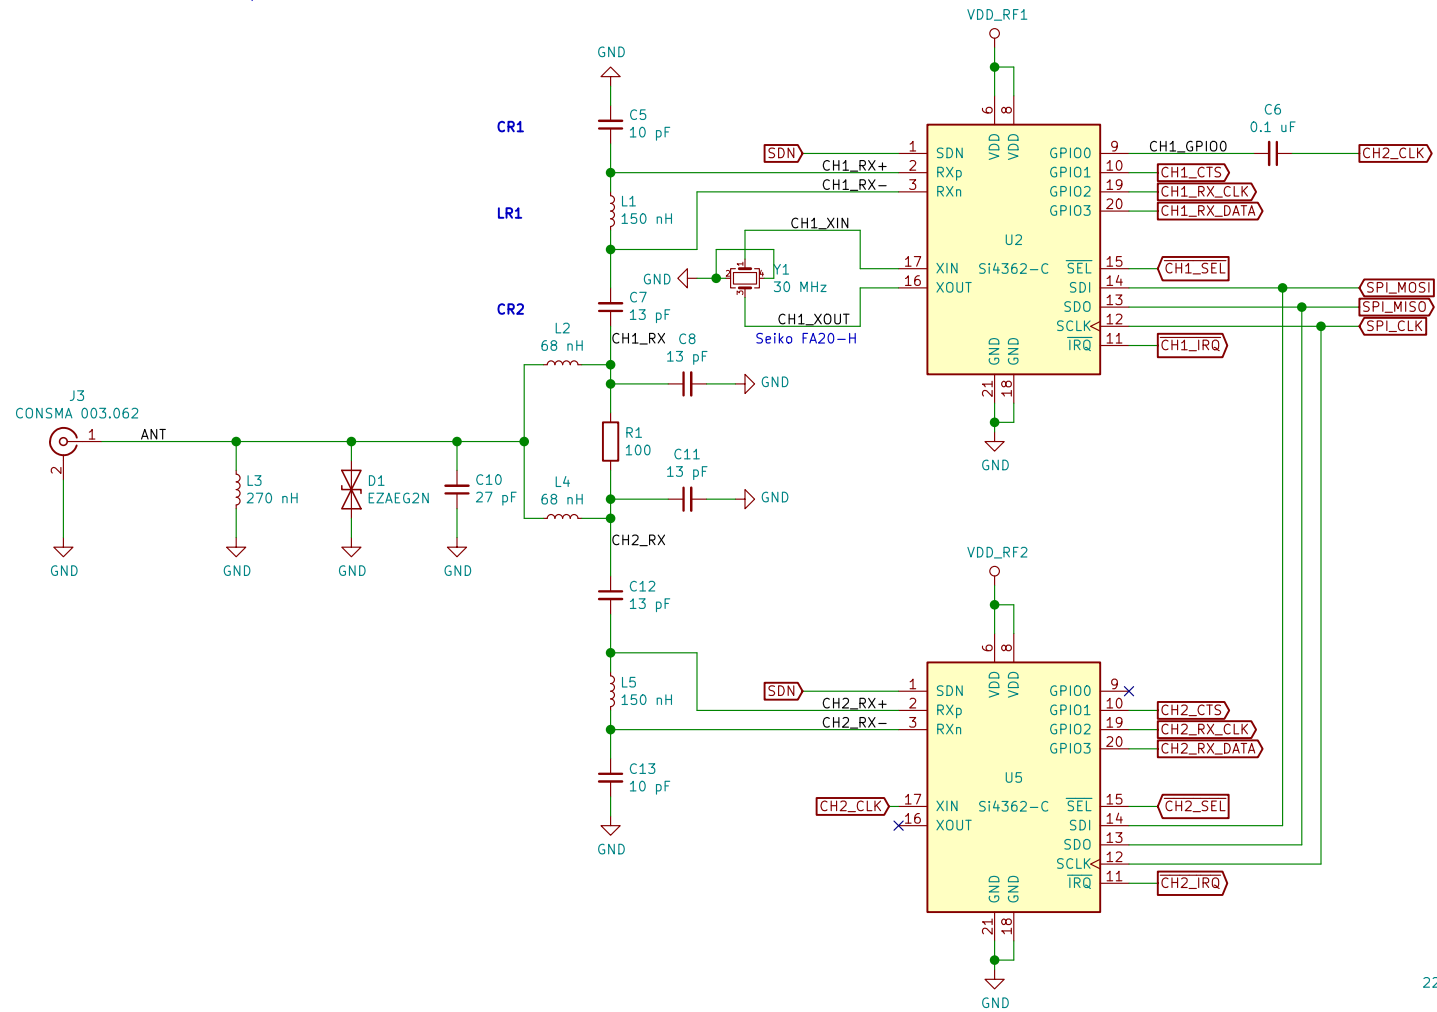 VDD_RF1
GND
C5
10 pF
CR1
6
8
VDD
VDD
C6
0.1 uF
SDN
1
SDN
GPIO0
9
CH1_GPIO0
CH2_CLK
CH1_RX+
2
RXp
GPIO1
10
CH1_CTS
CH1_RX-
3
RXn
GPIO2
19
CH1_RX_CLK
GPIO3
20
CH1_RX_DATA
L1
150 nH
LR1
CH1_XIN
U2
Si4362-C
GND
1
2
4
3
Y1
30 MHz
17
XIN
16
XOUT
SEL
15
CH1_SEL
SDI
14
SPI_MOSI
SDO
13
SPI_MISO
SCLK
12
SPI_CLK
IRQ
11
CH1_IRQ
C7
13 pF
CR2
CH1_XOUT
Seiko FA20-H
L2
68 nH
CH1_RX
C8
13 pF
GND
GND
GND
21
18
GND
J3
CONSMA 003.062
1
2
ANT
R1
100
C11
13 pF
GND
L3
270 nH
D1
EZAEG2N
C10
27 pF
L4
68 nH
CH2_RX
GND
GND
GND
GND
VDD_RF2
C12
13 pF
6
8
VDD
VDD
SDN
1
SDN
GPIO0
9
CH2_RX+
2
RXp
GPIO1
10
CH2_CTS
CH2_RX-
3
RXn
GPIO2
19
CH2_RX_CLK
GPIO3
20
CH2_RX_DATA
L5
150 nH
C13
10 pF
U5
Si4362-C
CH2_CLK
17
XIN
16
XOUT
SEL
15
CH2_SEL
SDI
14
SDO
13
SCLK
12
IRQ
11
CH2_IRQ
GND
GND
GND
21
18
GND